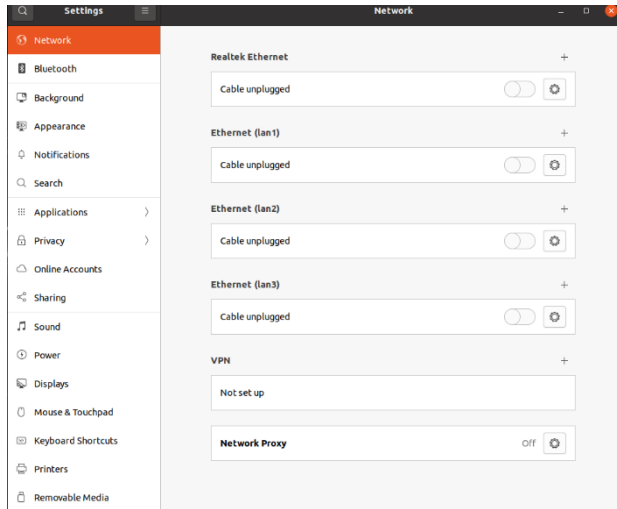 Settings
Network
Network
Bluetooth
Background
Appearance
Notifications
Search
Applications
Privacy
Online Accounts
Sharing
Sound
Power
Displays
Mouse & Touchpad
Keyboard Shortcuts
Printers
Removable Media
Realtek Ethernet
Cable unplugged
Ethernet (lan1)
Cable unplugged
Ethernet (lan2)
Cable unplugged
Ethernet (lan3)
Cable unplugged
VPN
Not set up
Network Proxy Off